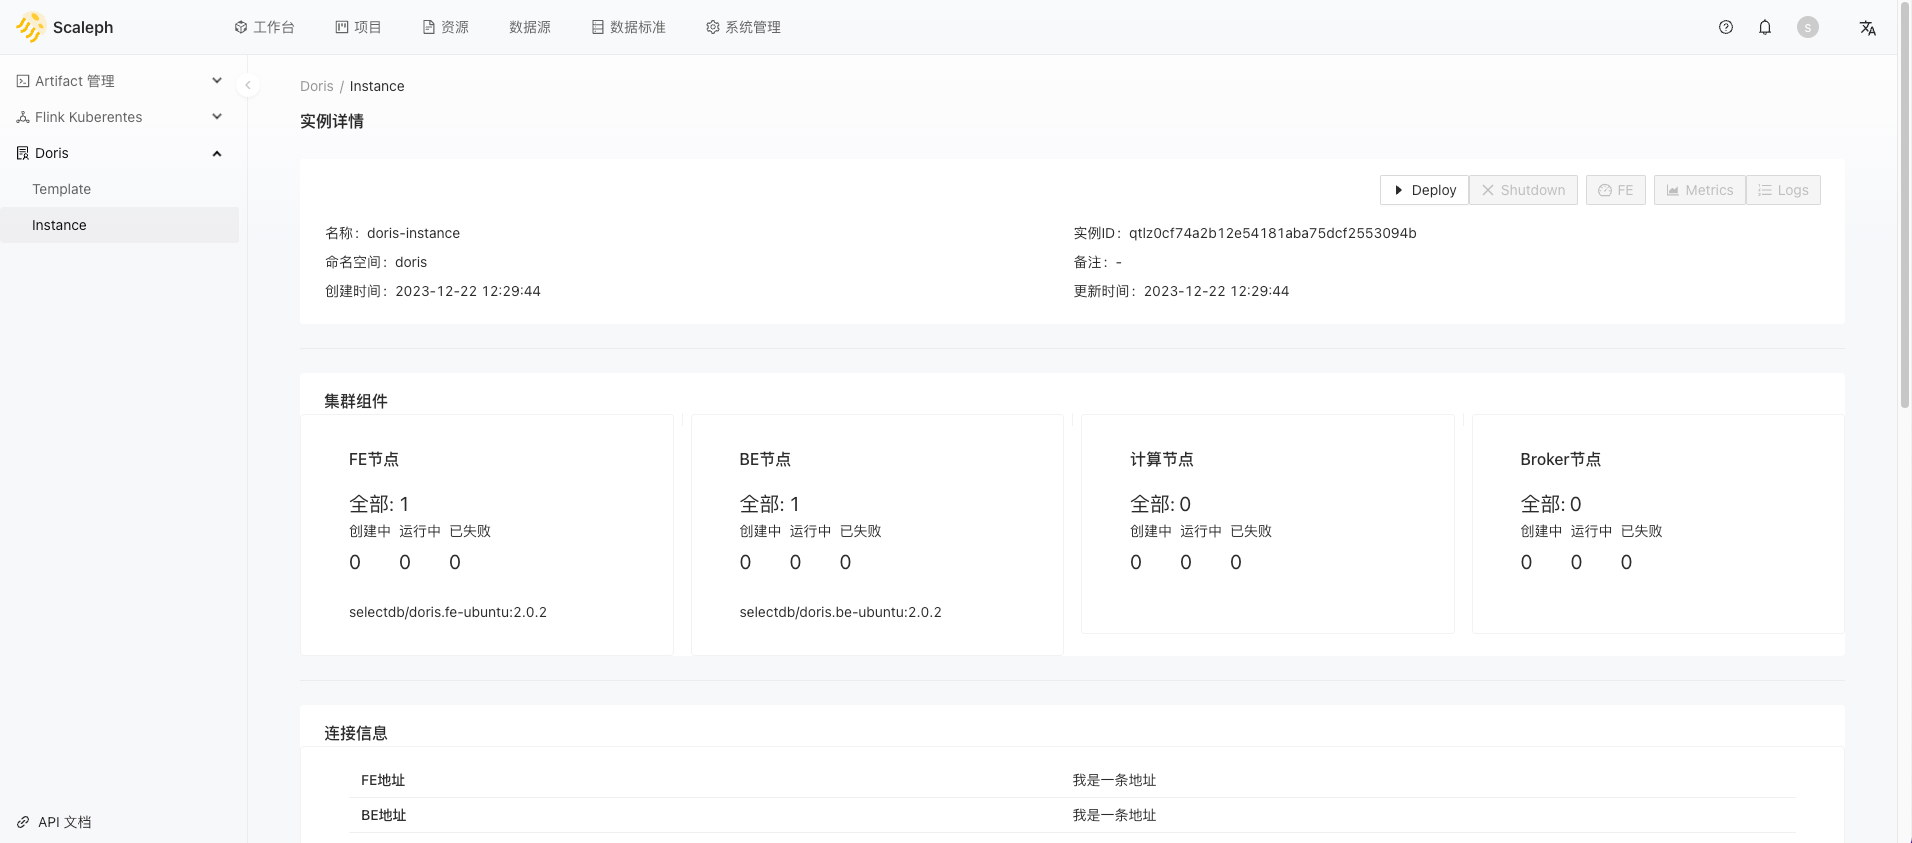 Scaleph
工作台
项目
资源
数据源
数据标准
系统管理
S
Artifact 管理
Flink Kuberentes
Doris
Template
Instance
API 文档
Doris / Instance
实例详情
Deploy
Shutdown
FE
Metrics
Logs
名称：doris-instance
实例ID：qtlz0cf74a2b12e54181aba75dcf2553094b
命名空间：doris
备注：-
创建时间：2023-12-22 12:29:44
更新时间：2023-12-22 12:29:44
集群组件
FE节点
全部: 1
创建中 运行中 已失败
0 0 0
selectdb/doris.fe-ubuntu:2.0.2
BE节点
全部: 1
创建中 运行中 已失败
0 0 0
selectdb/doris.be-ubuntu:2.0.2
计算节点
全部: 0
创建中 运行中 已失败
0 0 0
Broker节点
全部: 0
创建中 运行中 已失败
0 0 0
连接信息
FE地址 我是一条地址
BE地址 我是一条地址